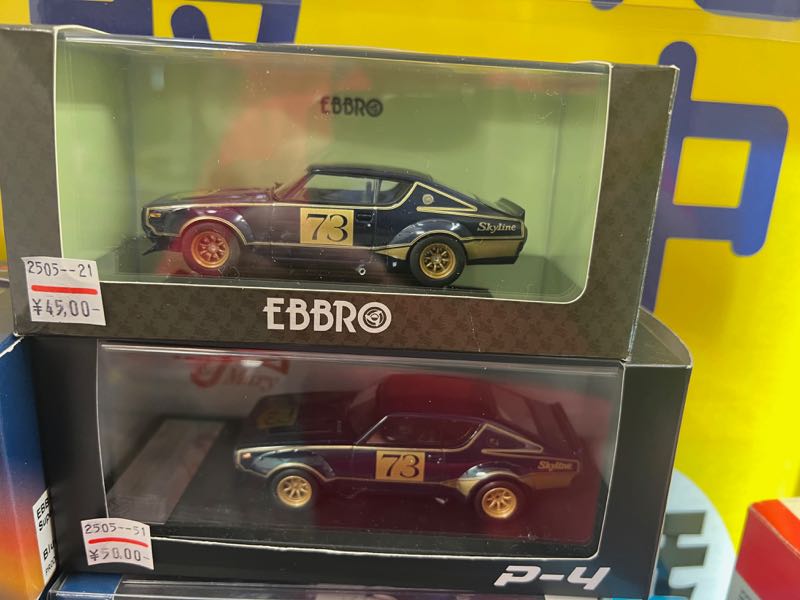 EBBRO
73
Skyline
2505--21
¥45,00-
EBBRO
73
Skyline
2505--51
¥50.00-
P-4